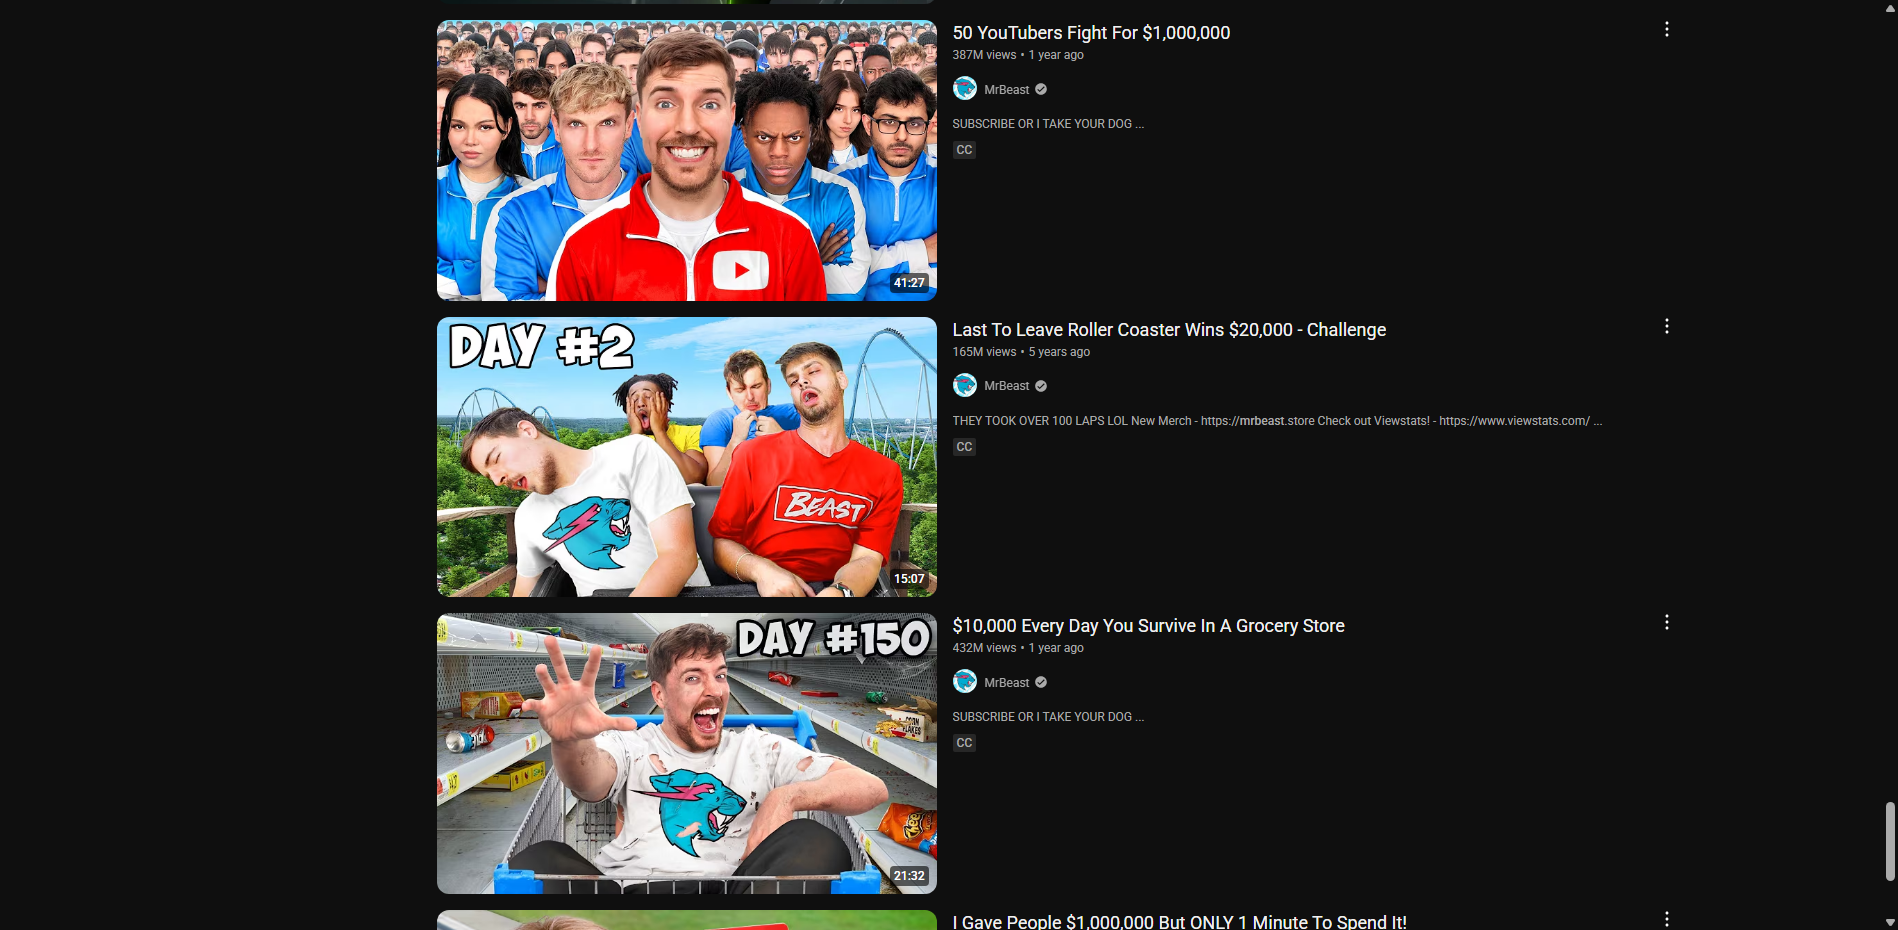 50 YouTubers Fight For $1,000,000
387M views • 1 year ago
MrBeast
SUBSCRIBE OR I TAKE YOUR DOG ...
CC
41:27
DAY #2
BEAST
15:07
Last To Leave Roller Coaster Wins $20,000 - Challenge
165M views • 5 years ago
MrBeast
THEY TOOK OVER 100 LAPS LOL New Merch - https://mrbeast.store Check out Viewstats! - https://www.viewstats.com/ ...
CC
DAY #150
CORN
FLAKES
21:32
$10,000 Every Day You Survive In A Grocery Store
432M views • 1 year ago
MrBeast
SUBSCRIBE OR I TAKE YOUR DOG ...
CC
I Gave People $1,000,000 But ONLY 1 Minute To Spend It!